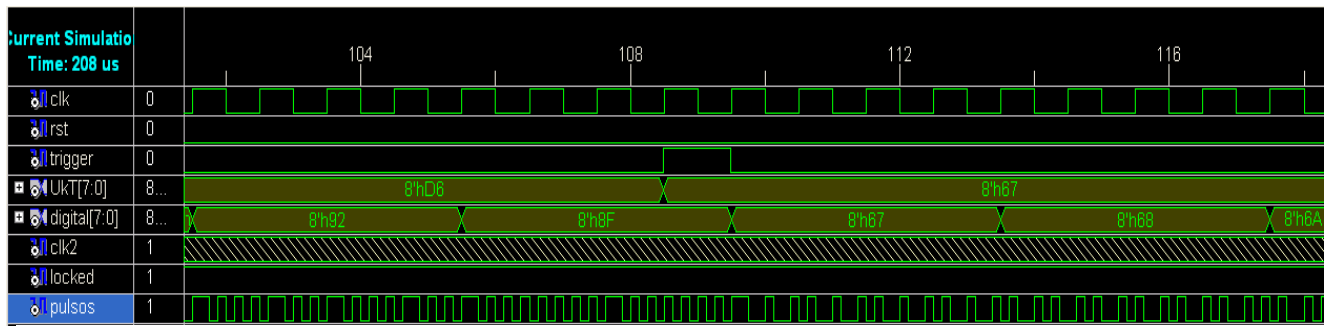 :urrent Simulatio
Time: 208 us
104 108 112 116
clk 0
rst 0
trigger 0
UkT[7:0] 8... 8'hD6 8'h67
digital[7:0] 8... 8'h92 8'h8F 8'h67 8'h68 8'h6A
clk2 1
locked 1
pulsos 1